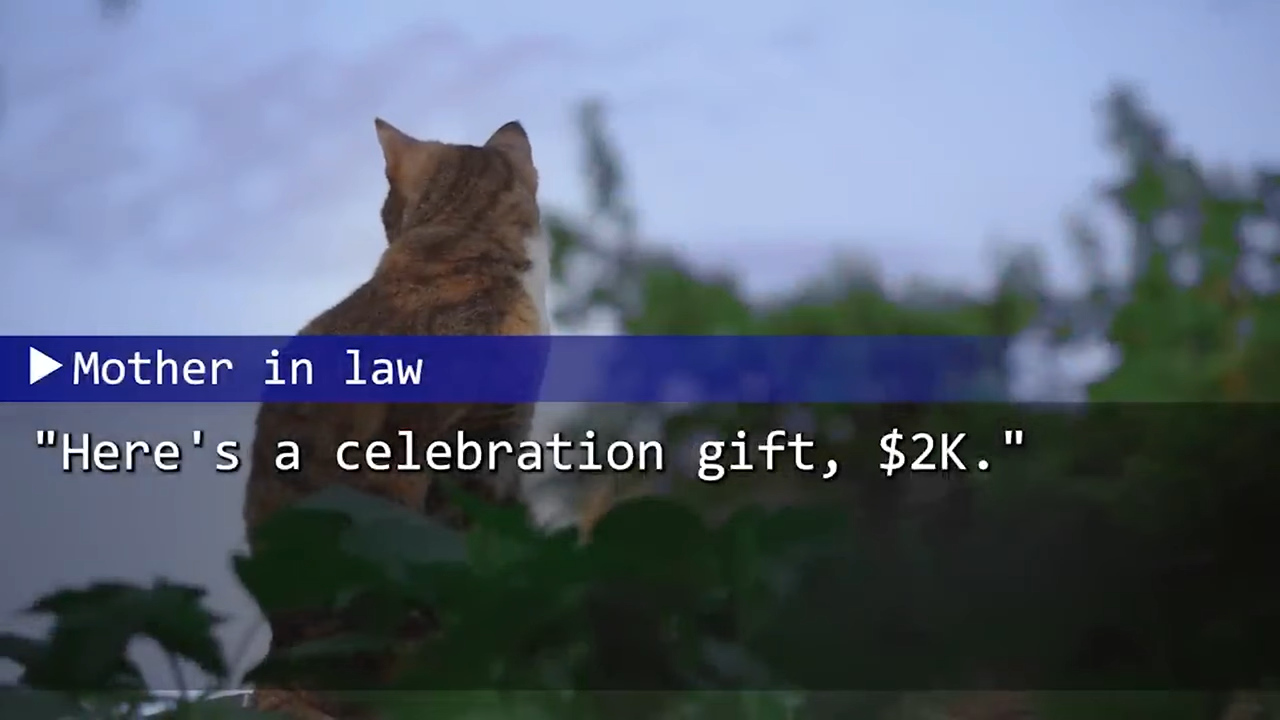 ▶Mother in law
"Here's a celebration gift, $2K."